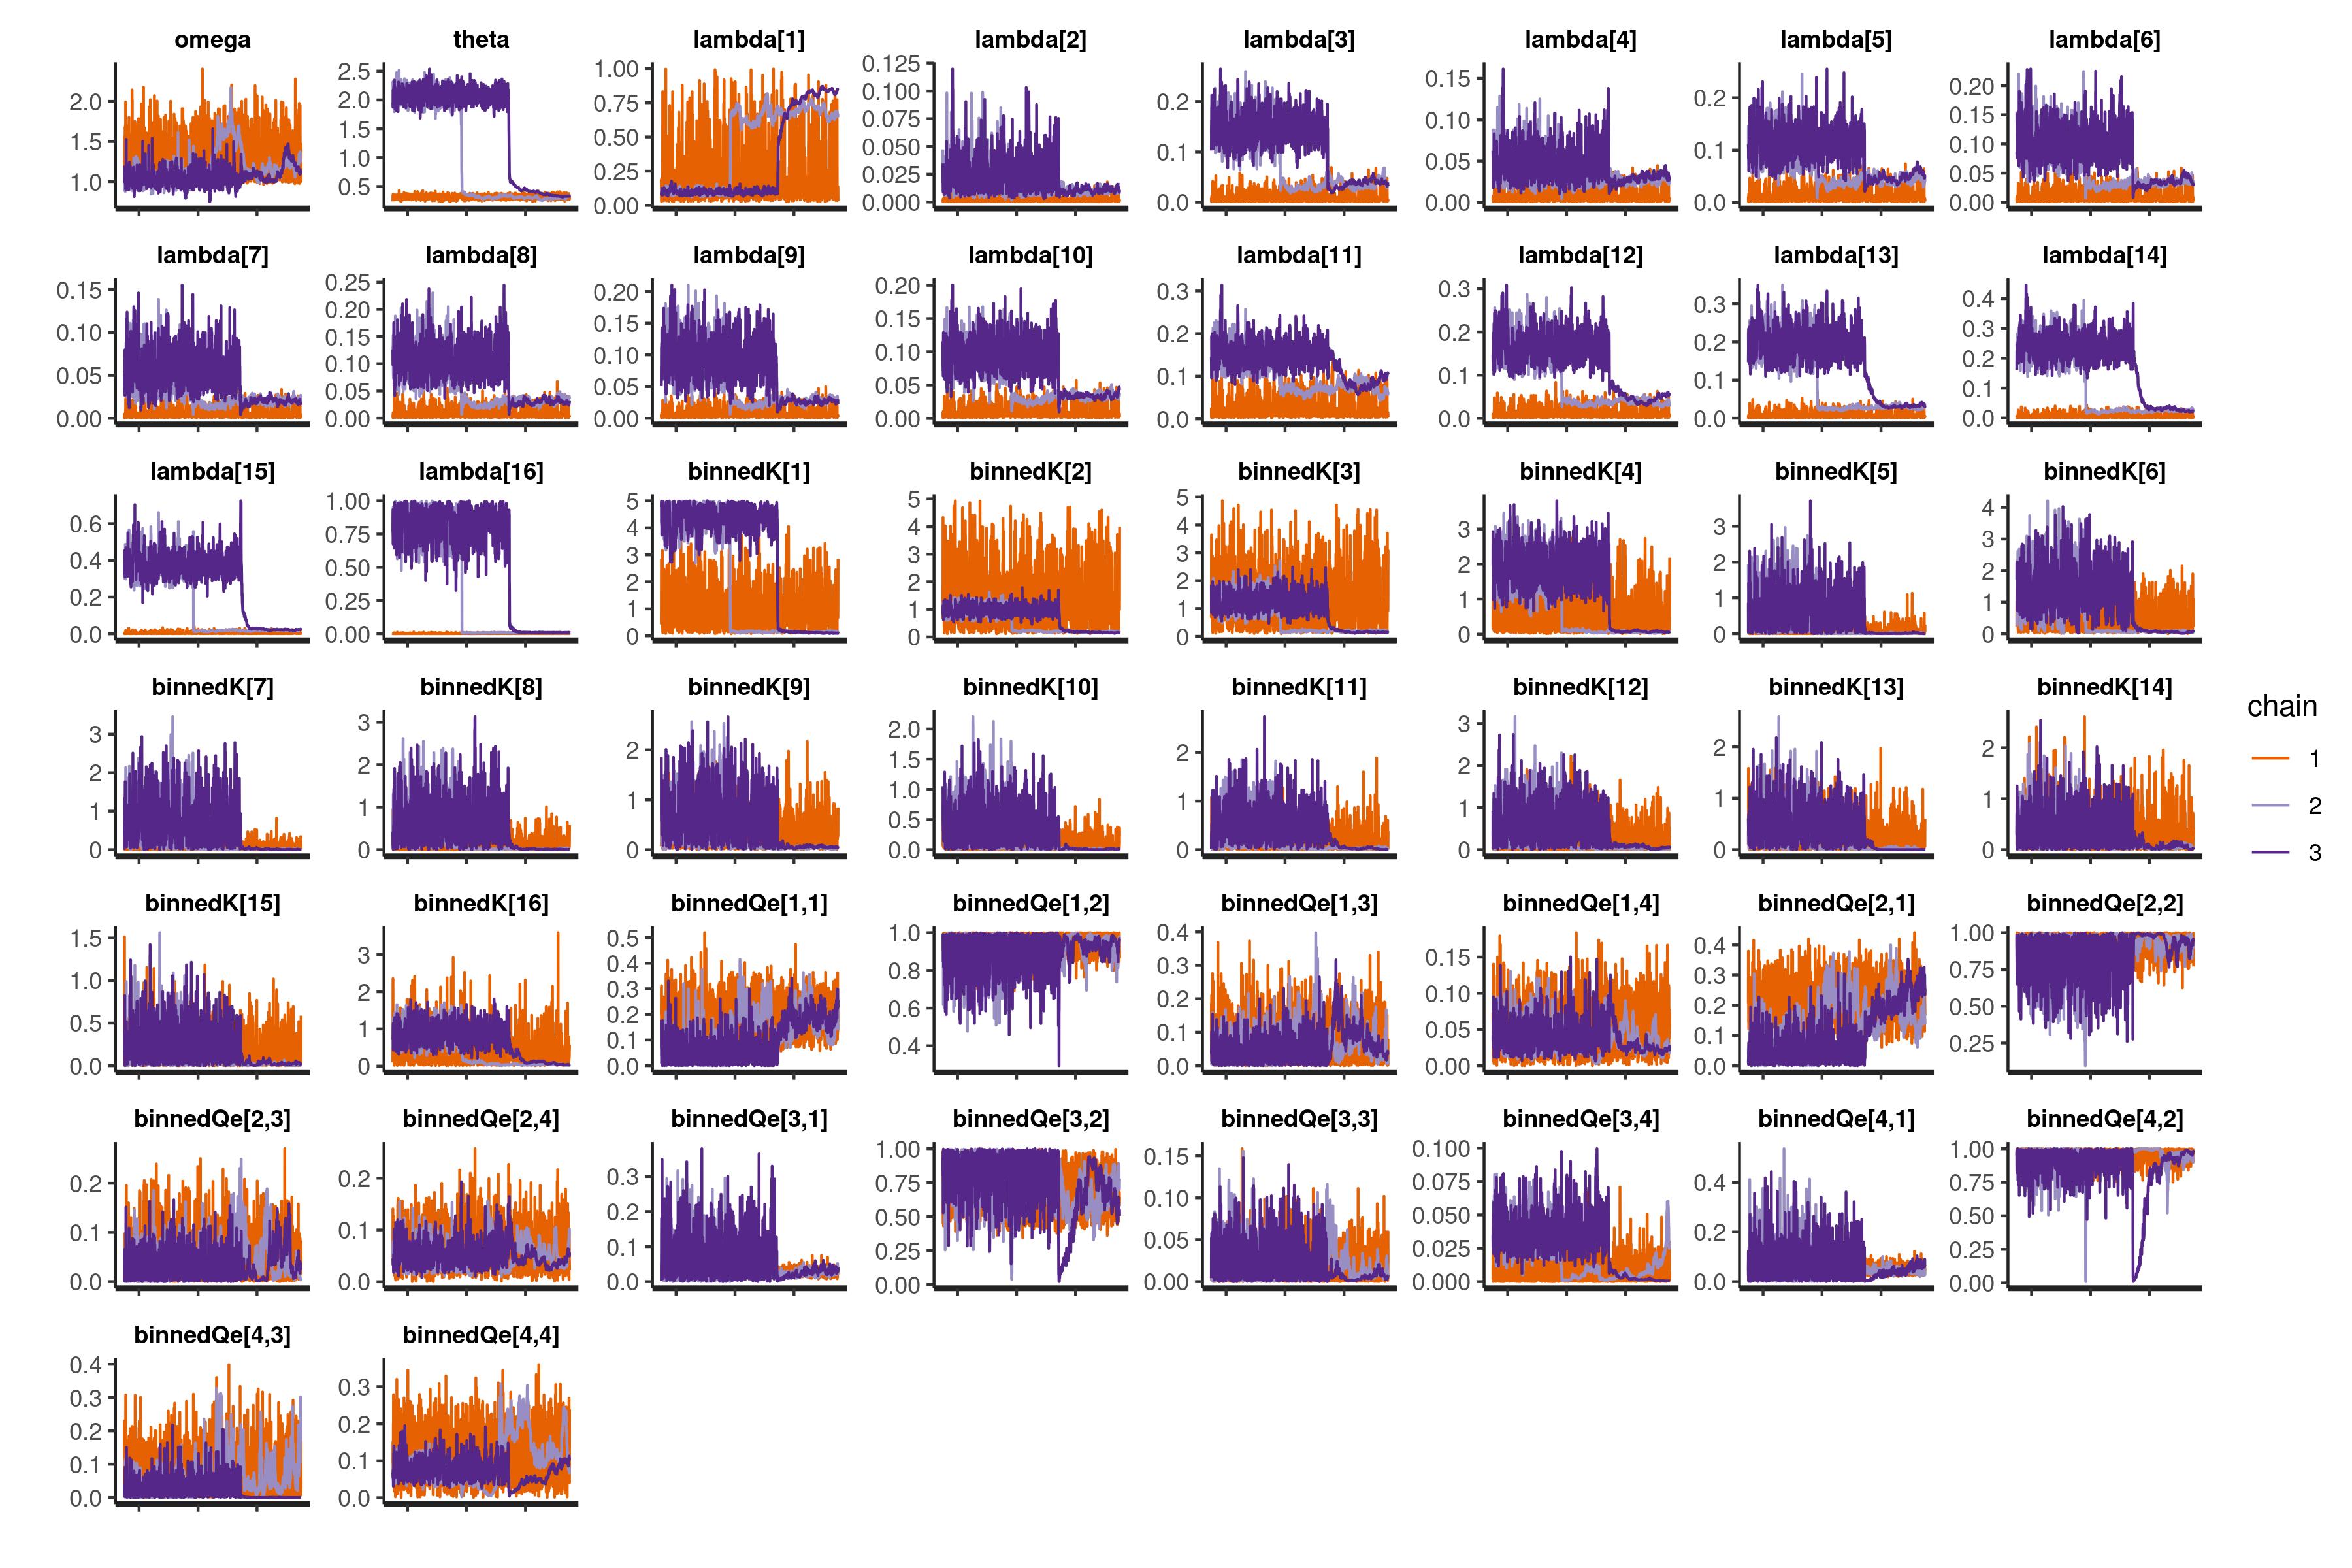 omega theta lambda[1] lambda[2] lambda[3] lambda[4] lambda[5] lambda[6]
2.0 1.5 1.0
2.5 2.0 1.5 1.0 0.5
1.00 0.75 0.50 0.25 0.00
0.125 0.100 0.075 0.050 0.025 0.000
0.2 0.1 0.0
0.15 0.10 0.05 0.00
0.2 0.1 0.0
0.20 0.15 0.10 0.05 0.00
lambda[7] lambda[8] lambda[9] lambda[10] lambda[11] lambda[12] lambda[13] lambda[14]
0.15 0.10 0.05 0.00
0.25 0.20 0.15 0.10 0.05 0.00
0.20 0.15 0.10 0.05 0.00
0.20 0.15 0.10 0.05 0.00
0.3 0.2 0.1 0.0
0.3 0.2 0.1 0.0
0.3 0.2 0.1 0.0
0.4 0.3 0.2 0.1 0.0
lambda[15] lambda[16] binnedK[1] binnedK[2] binnedK[3] binnedK[4] binnedK[5] binnedK[6]
0.6 0.4 0.2 0.0
1.00 0.75 0.50 0.25 0.00
5 4 3 2 1 0
5 4 3 2 1 0
5 4 3 2 1 0
3 2 1 0
3 2 1 0
4 3 2 1 0
binnedK[7] binnedK[8] binnedK[9] binnedK[10] binnedK[11] binnedK[12] binnedK[13] binnedK[14]
3 2 1 0
3 2 1 0
2 1 0
2.0 1.5 1.0 0.5 0.0
2 1 0
3 2 1 0
2 1 0
2 1 0
chain
1
2
3
binnedK[15] binnedK[16] binnedQe[1,1] binnedQe[1,2] binnedQe[1,3] binnedQe[1,4] binnedQe[2,1] binnedQe[2,2]
1.5 1.0 0.5 0.0
3 2 1 0
0.5 0.4 0.3 0.2 0.1 0.0
1.0 0.8 0.6 0.4
0.4 0.3 0.2 0.1 0.0
0.15 0.10 0.05 0.00
0.4 0.3 0.2 0.1 0.0
1.00 0.75 0.50 0.25
binnedQe[2,3] binnedQe[2,4] binnedQe[3,1] binnedQe[3,2] binnedQe[3,3] binnedQe[3,4] binnedQe[4,1] binnedQe[4,2]
0.2 0.1 0.0
0.2 0.1 0.0
0.3 0.2 0.1 0.0
1.00 0.75 0.50 0.25 0.00
0.15 0.10 0.05 0.00
0.100 0.075 0.050 0.025 0.000
0.4 0.2 0.0
1.00 0.75 0.50 0.25 0.00
binnedQe[4,3] binnedQe[4,4]
0.4 0.3 0.2 0.1 0.0
0.3 0.2 0.1 0.0